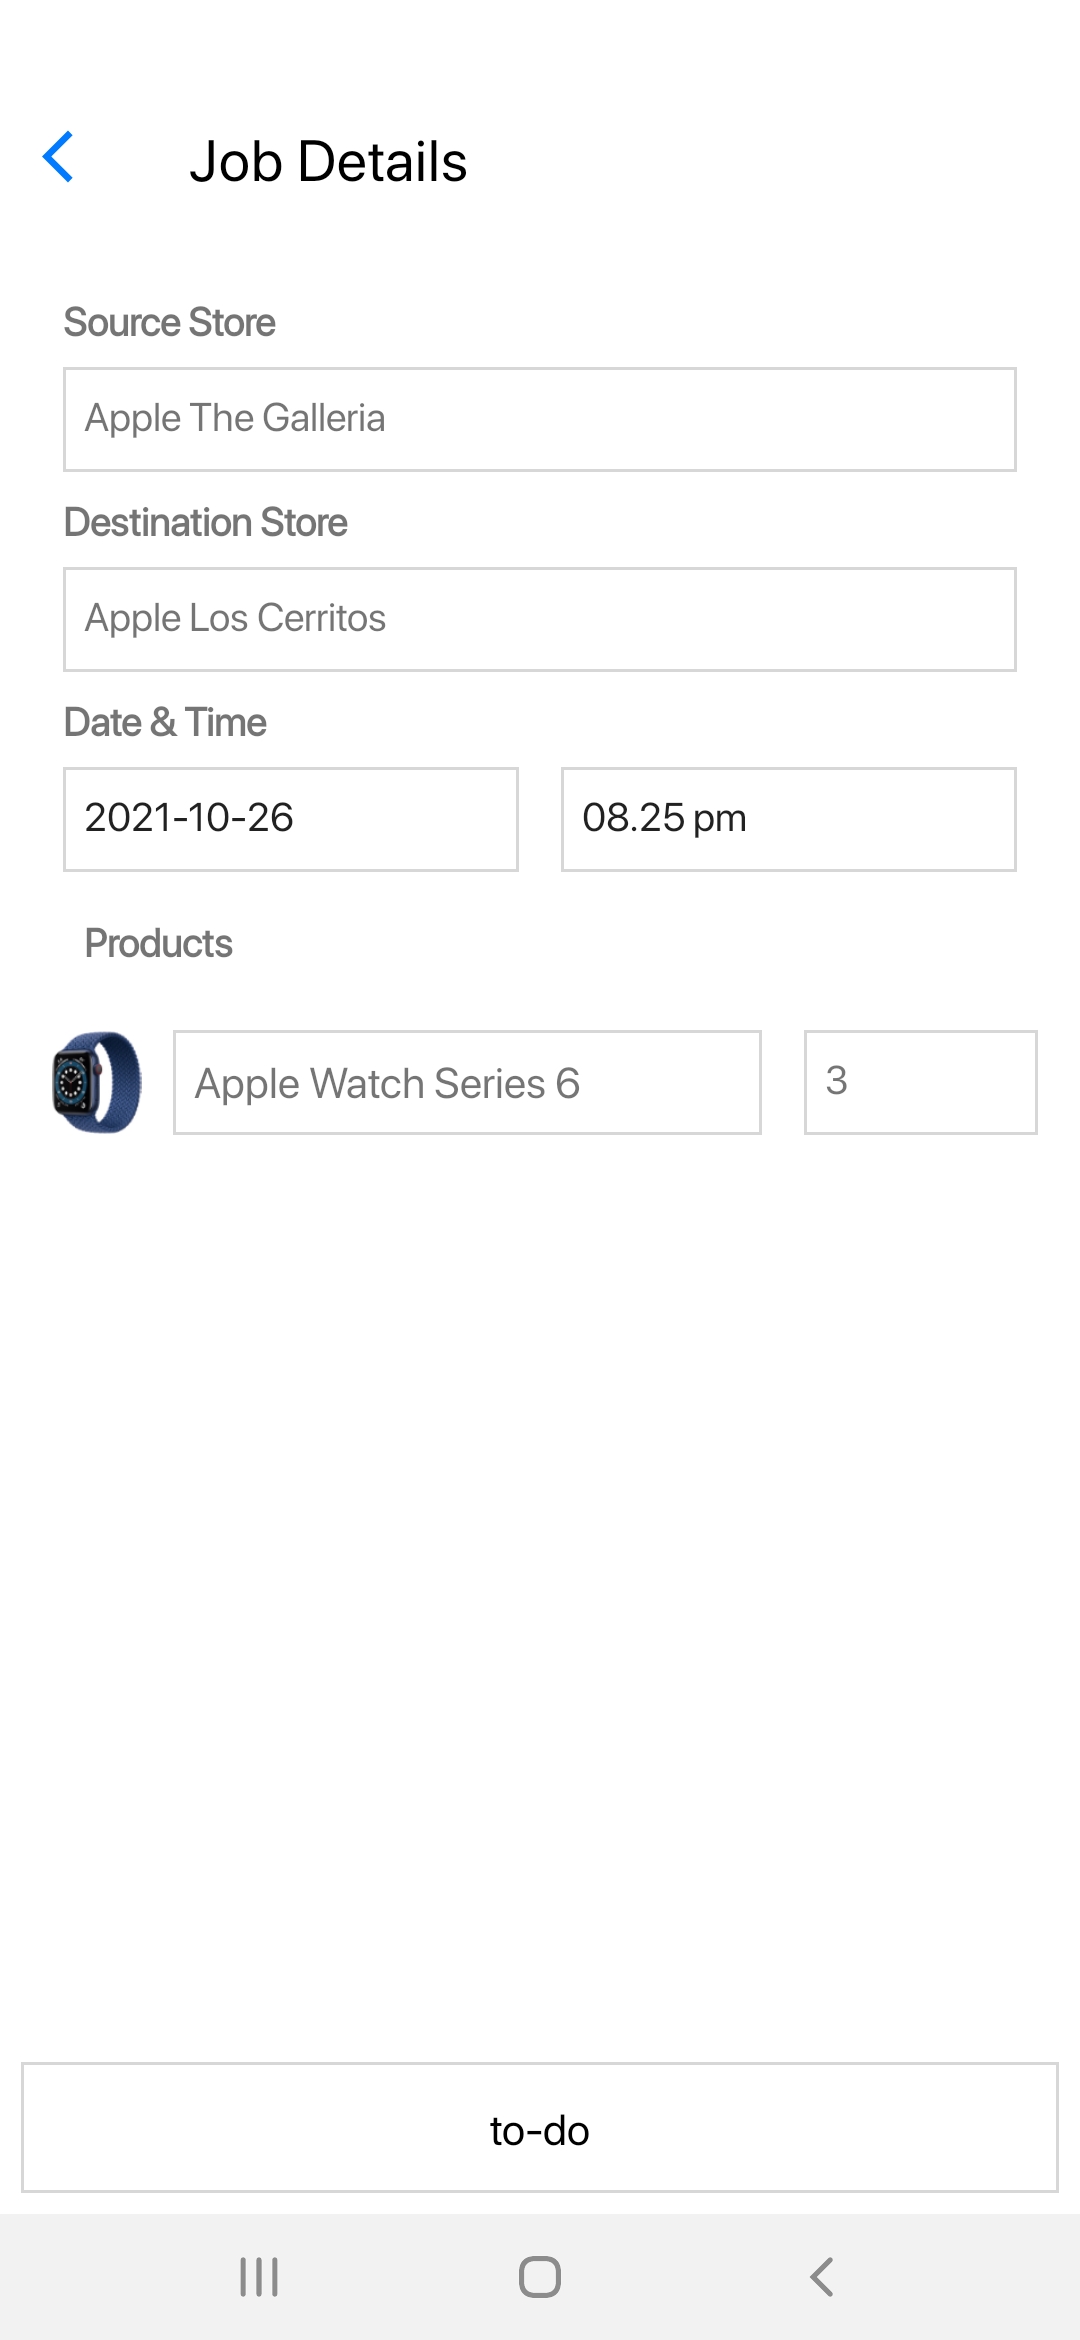 Job Details
Source Store
Apple The Galleria
Destination Store
Apple Los Cerritos
Date & Time
2021-10-26 08.25 pm
Products
Apple Watch Series 6 3
to-do